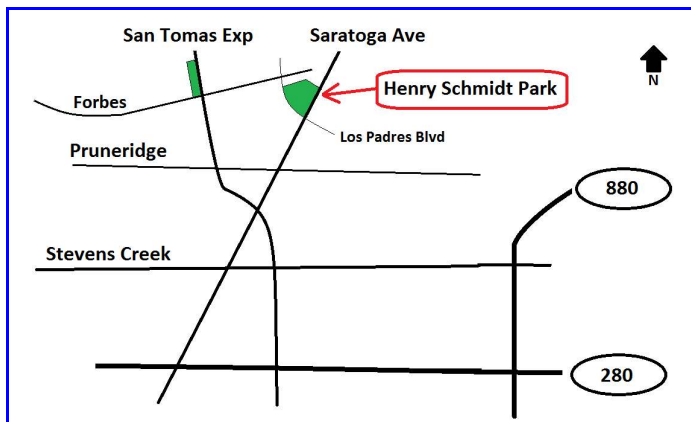 San Tomas Exp
Saratoga Ave
N
Henry Schmidt Park
Forbes
Los Padres Blvd
Pruneridge
880
Stevens Creek
280